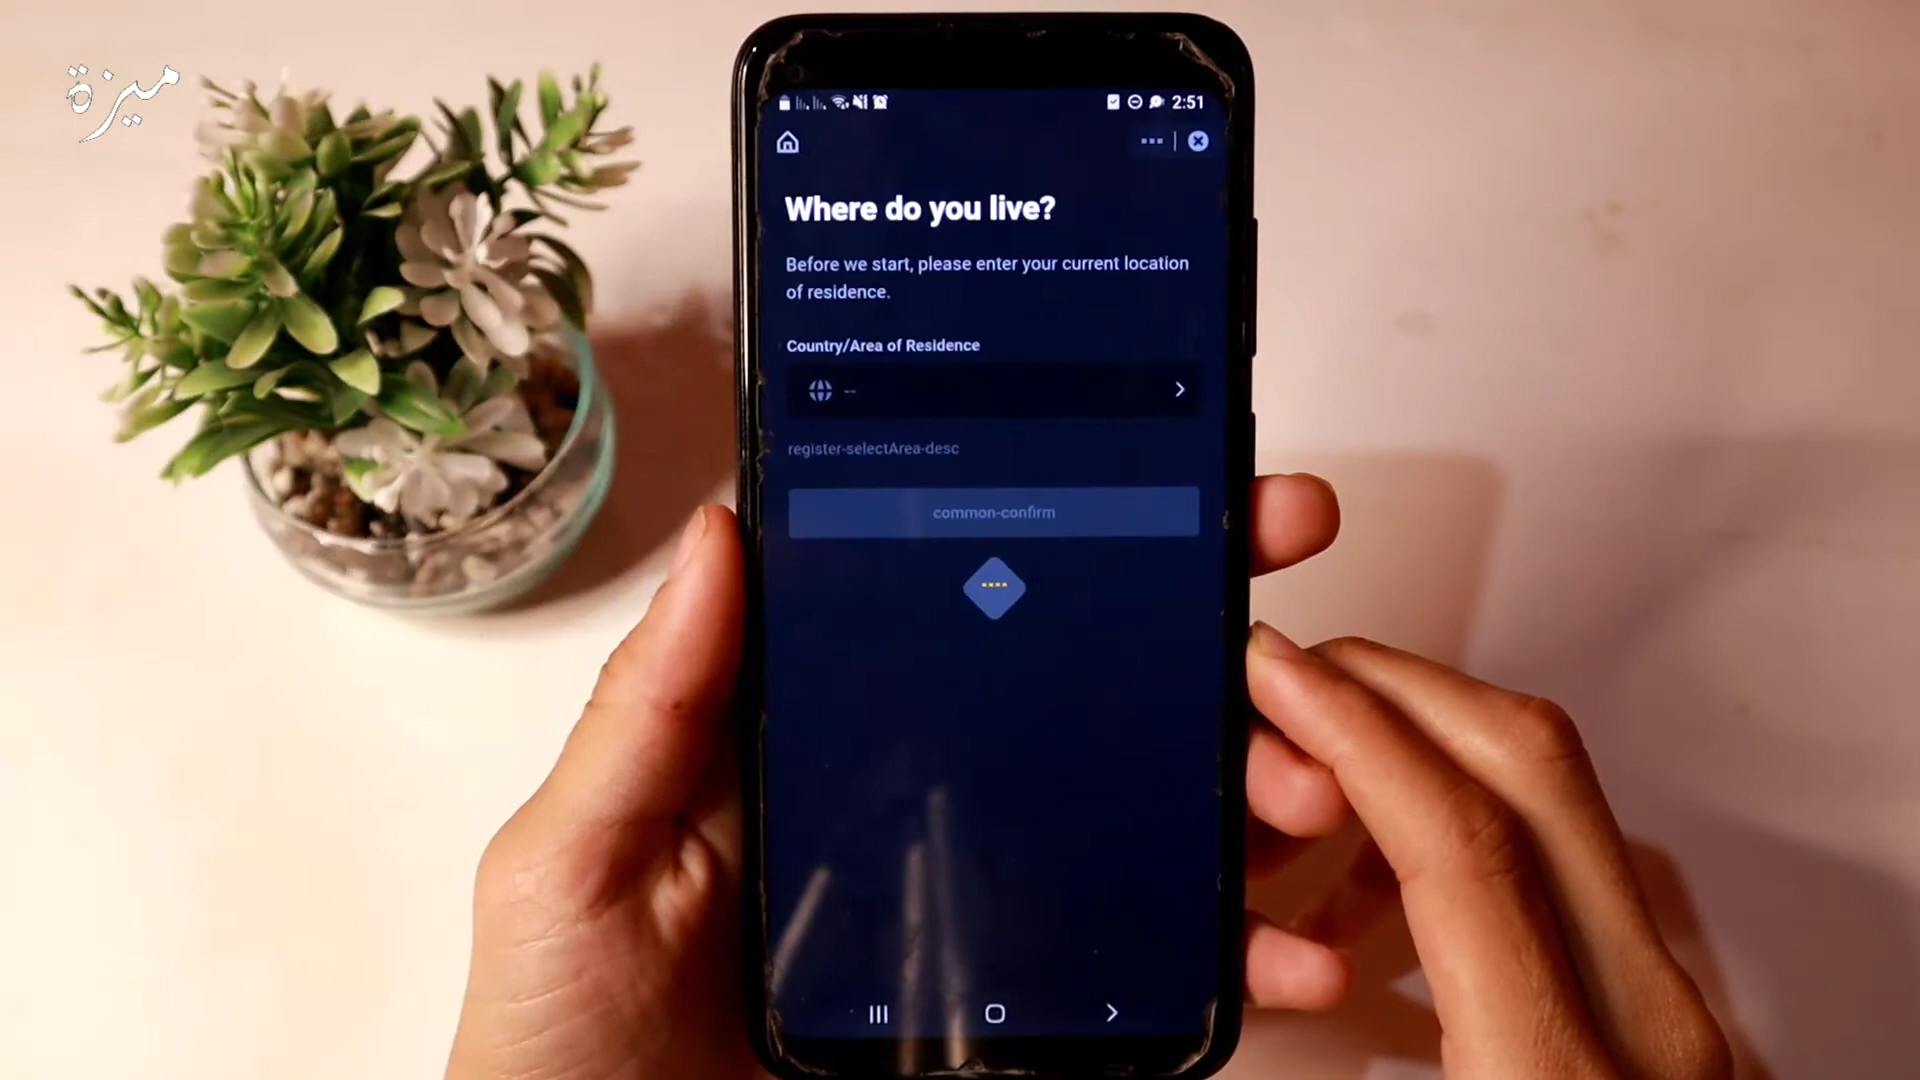 ميزة
2:51
Where do you live?
Before we start, please enter your current location
of residence.
Country/Area of Residence
--
register-selectArea-desc
common-confirm